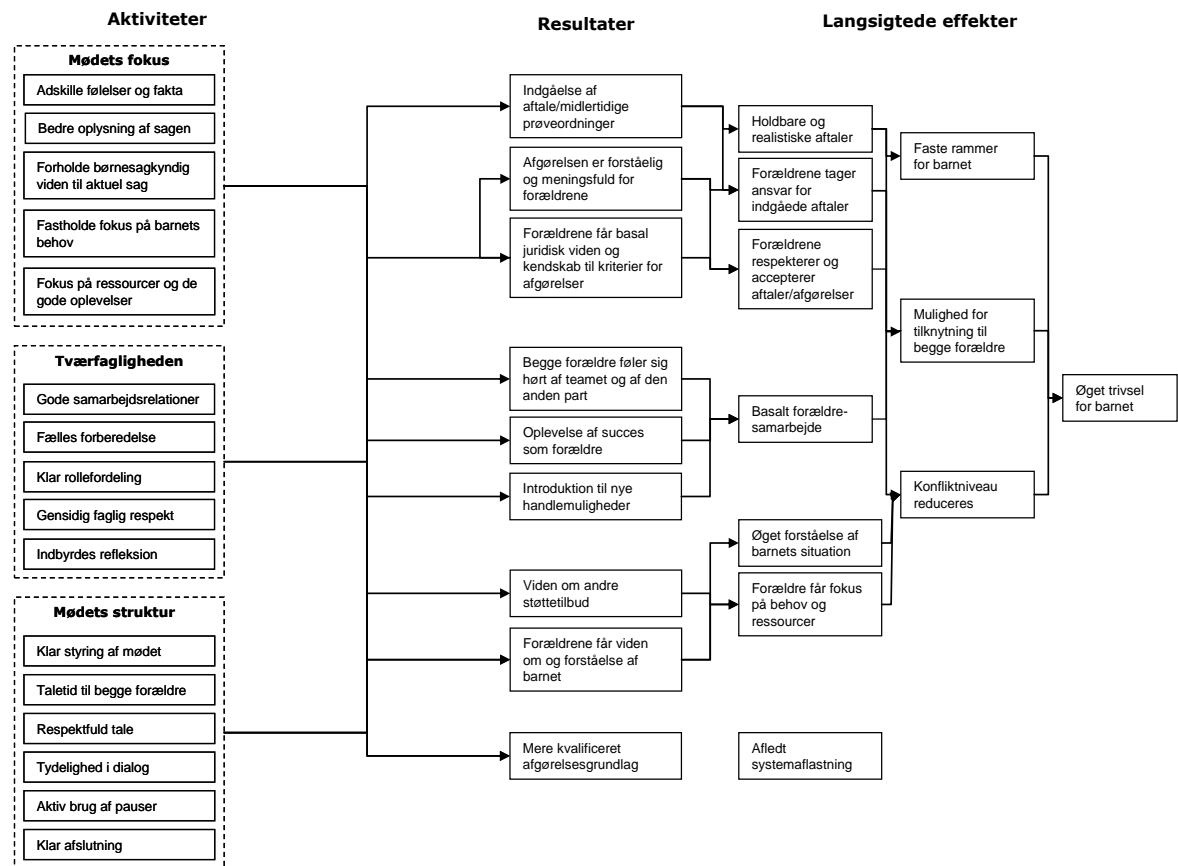 Aktiviteter
Resultater
Langsigtede effekter
Mødets fokus
Adskille følelser og fakta
Bedre oplysning af sagen
Forholde børnesagkyndig
viden til aktuel sag
Fastholde fokus på barnets
behov
Fokus på ressourcer og de
gode oplevelser
Tværfagligheden
Gode samarbejdsrelationer
Fælles forberedelse
Klar rollefordeling
Gensidig faglig respekt
Indbyrdes refleksion
Mødets struktur
Klar styring af mødet
Taletid til begge forældre
Respektfuld tale
Tydelighed i dialog
Aktiv brug af pauser
Klar afslutning
Indgåelse af
aftale/midlertidige
prøveordninger
Afgørelsen er forståelig
og meningsfuld for
forældrene
Forældrene får basal
juridisk viden og
kendskab til kriterier for
afgørelser
Begge forældre føler sig
hørt af teamet og af den
anden part
Oplevelse af succes
som forældre
Introduktion til nye
handlemuligheder
Viden om andre
støttetilbud
Forældrene får viden
om og forståelse af
barnet
Mere kvalificeret
afgørelsesgrundlag
Holdbare og
realistiske aftaler
Forældrene tager
ansvar for
indgåede aftaler
Forældrene
respekterer og
accepterer
aftaler/afgørelser
Basalt forældre-
samarbejde
Øget forståelse af
barnets situation
Forældre får fokus
på behov og
ressourcer
Afledt
systemaflastning
Faste rammer
for barnet
Mulighed for
tilknytning til
begge forældre
Konfliktniveau
reduceres
Øget trivsel
for barnet